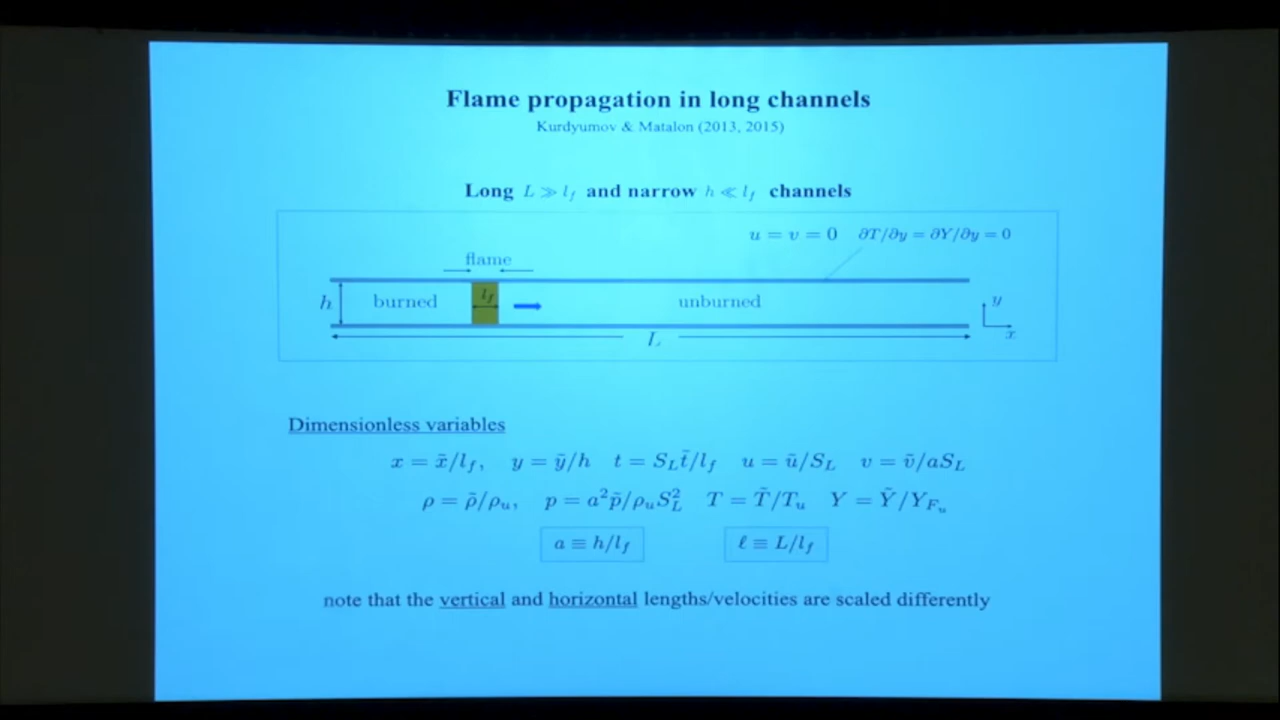 Flame propagation in long channels
Kurdyumov & Matalon (2013, 2015)
Long L ≫ l_f and narrow h ≪ l_f channels
u = v = 0   ∂T/∂y = ∂Y/∂y = 0
flame
h burned l_f unburned y
x
L
Dimensionless variables
x = x̃/l_f,   y = ỹ/h   t = S_L t̃/l_f   u = ũ/S_L   v = ṽ/aS_L
ρ = ρ̃/ρ_u,   p = a²p̃/ρ_u S_L²   T = T̃/T_u   Y = Ỹ/Y_{F_u}
a ≡ h/l_f   ℓ ≡ L/l_f
note that the vertical and horizontal lengths/velocities are scaled differently